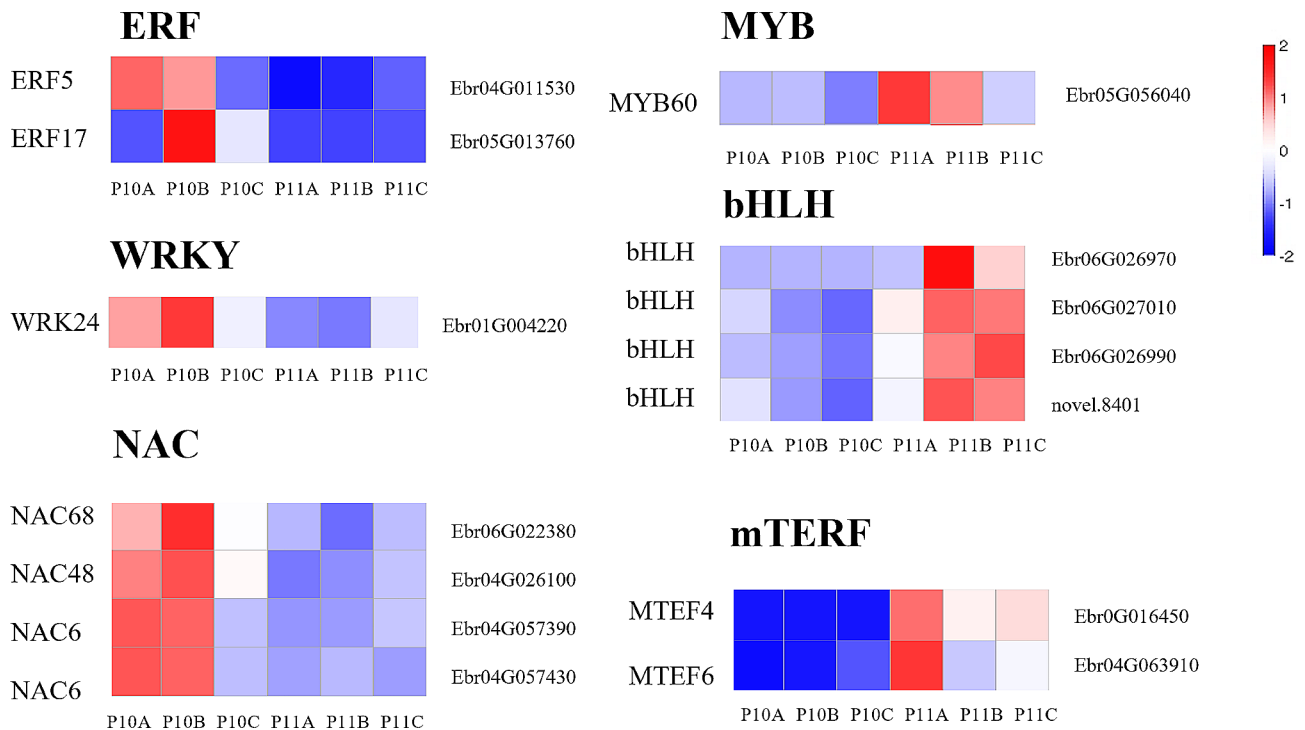 ERF
ERF5
Ebr04G011530
ERF17
Ebr05G013760
P10A P10B P10C P11A P11B P11C
WRKY
WRK24
Ebr01G004220
P10A P10B P10C P11A P11B P11C
NAC
NAC68
Ebr06G022380
NAC48
Ebr04G026100
NAC6
Ebr04G057390
NAC6
Ebr04G057430
P10A P10B P10C P11A P11B P11C
MYB
MYB60
Ebr05G056040
P10A P10B P10C P11A P11B P11C
bHLH
bHLH
Ebr06G026970
bHLH
Ebr06G027010
bHLH
Ebr06G026990
bHLH
novel.8401
P10A P10B P10C P11A P11B P11C
mTERF
MTEF4
Ebr0G016450
MTEF6
Ebr04G063910
P10A P10B P10C P11A P11B P11C
2
1
0
-1
-2